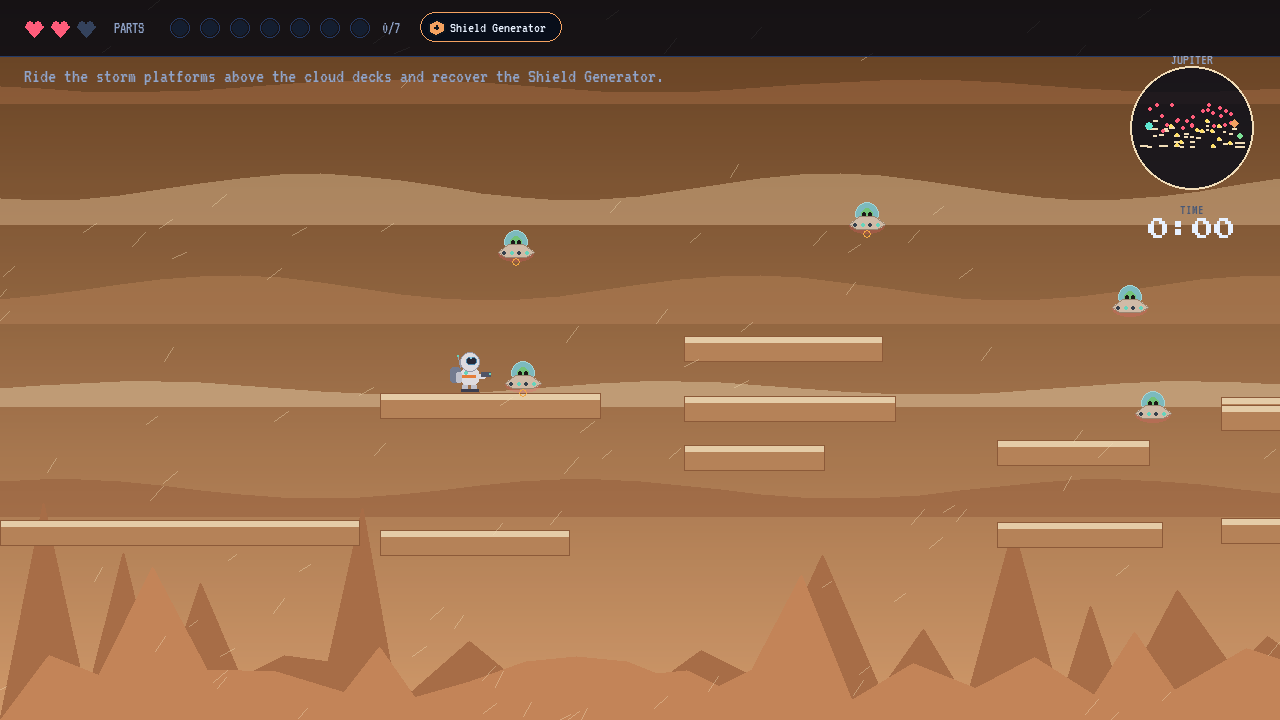 PARTS 0/7 Shield Generator
Ride the storm platforms above the cloud decks and recover the Shield Generator.
JUPITER
TIME
0:00